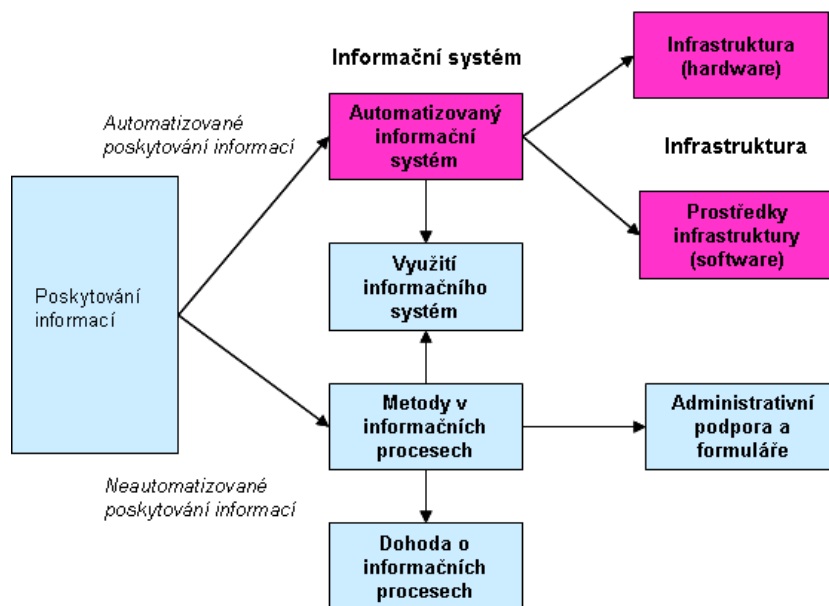 Informační systém
Infrastruktura
(hardware)
Automatizovaný
informační
systém
Automatizované
poskytování informací
Infrastruktura
Prostředky
infrastruktury
(software)
Poskytování
informací
Využití
informačního
systém
Metody v
informačních
procesech
Administrativní
podpora a
formuláře
Neautomatizované
poskytování informací
Dohoda o
informačních
procesech